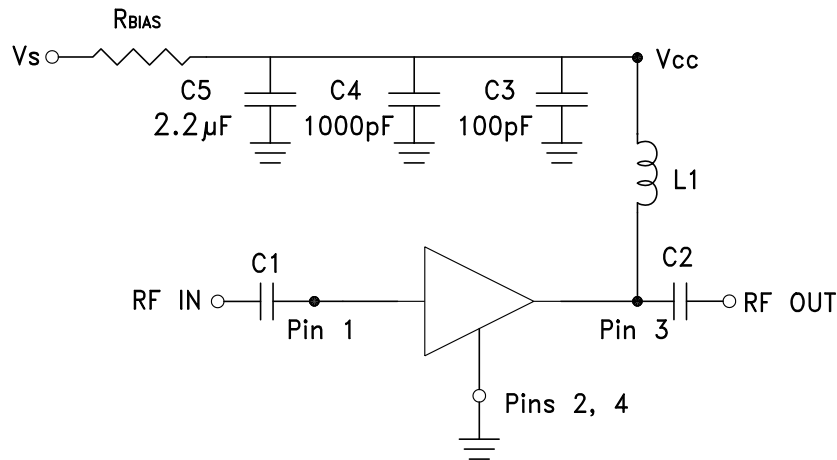 RBIAS
Vs
Vcc
C5
2.2µF
C4
1000pF
C3
100pF
L1
C1
C2
RF IN
RF OUT
Pin 1
Pin 3
Pins 2, 4